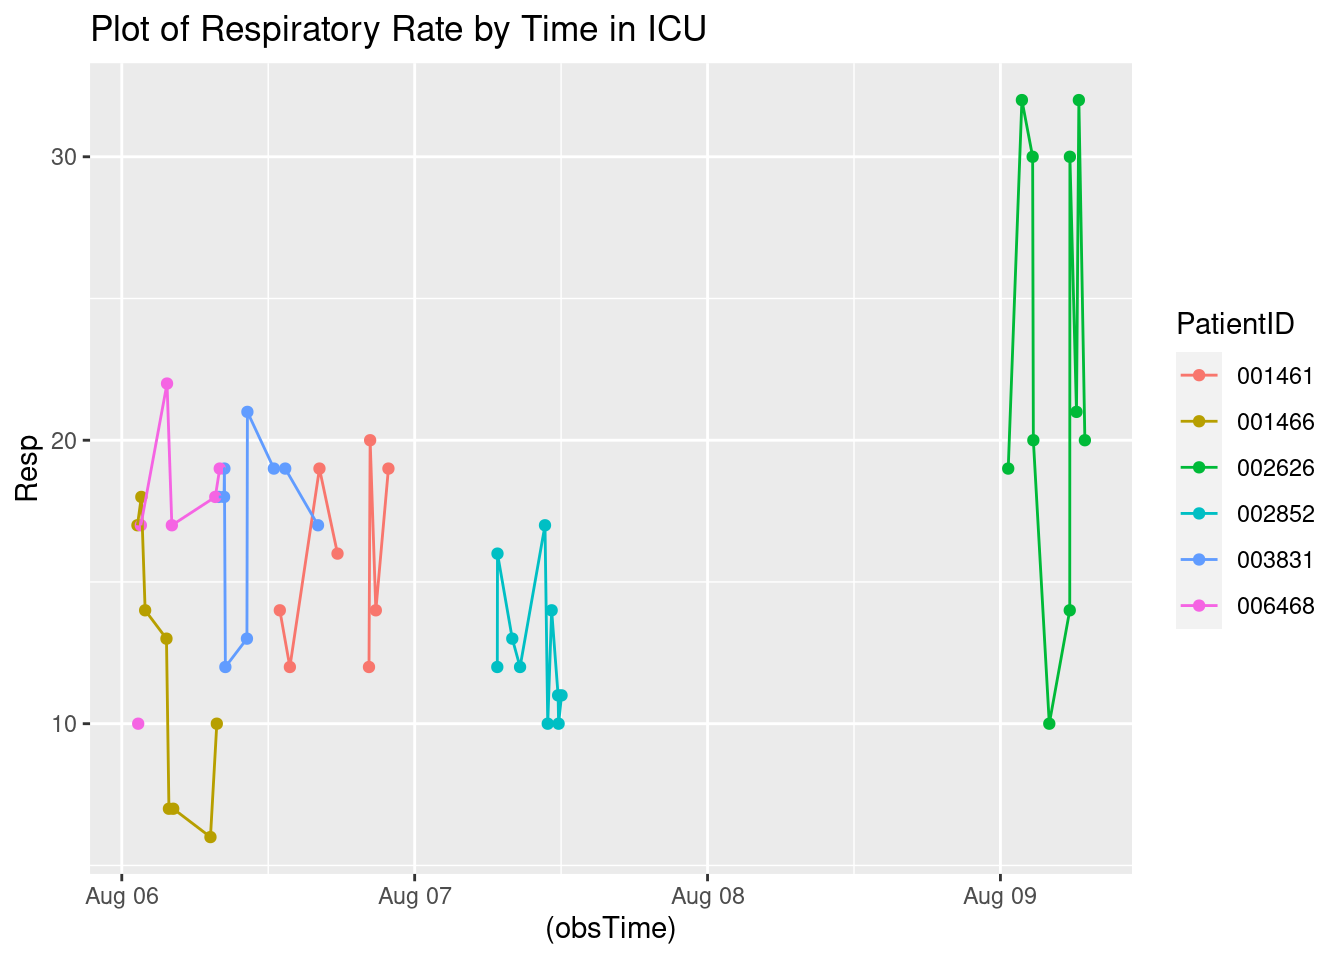 Plot of Respiratory Rate by Time in ICU
Resp
30
20
10
Aug 06
Aug 07
Aug 08
Aug 09
(obsTime)
PatientID
001461
001466
002626
002852
003831
006468